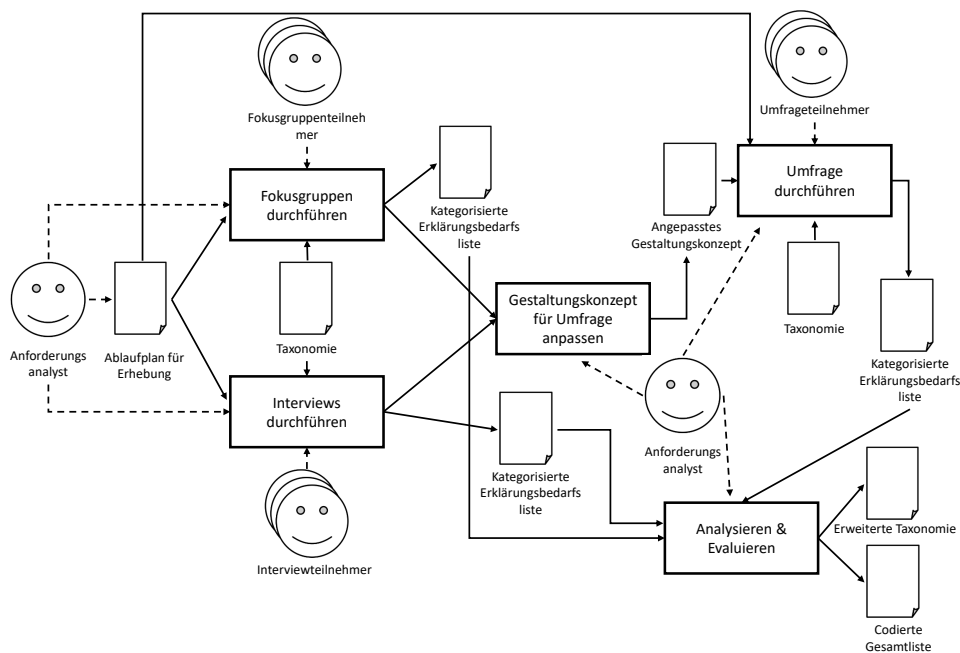 Fokusgruppenteilneh
mer
Umfrageteilnehmer
Fokusgruppen
durchführen
Kategorisierte
Erklärungsbedarfs
liste
Angepasstes
Gestaltungskonzept
Umfrage
durchführen
Anforderungs
analyst
Ablaufplan für
Erhebung
Taxonomie
Gestaltungskonzept
für Umfrage
anpassen
Taxonomie
Kategorisierte
Erklärungsbedarfs
liste
Interviews
durchführen
Interviewteilnehmer
Kategorisierte
Erklärungsbedarfs
liste
Anforderungs
analyst
Analysieren &
Evaluieren
Erweiterte Taxonomie
Codierte
Gesamtliste